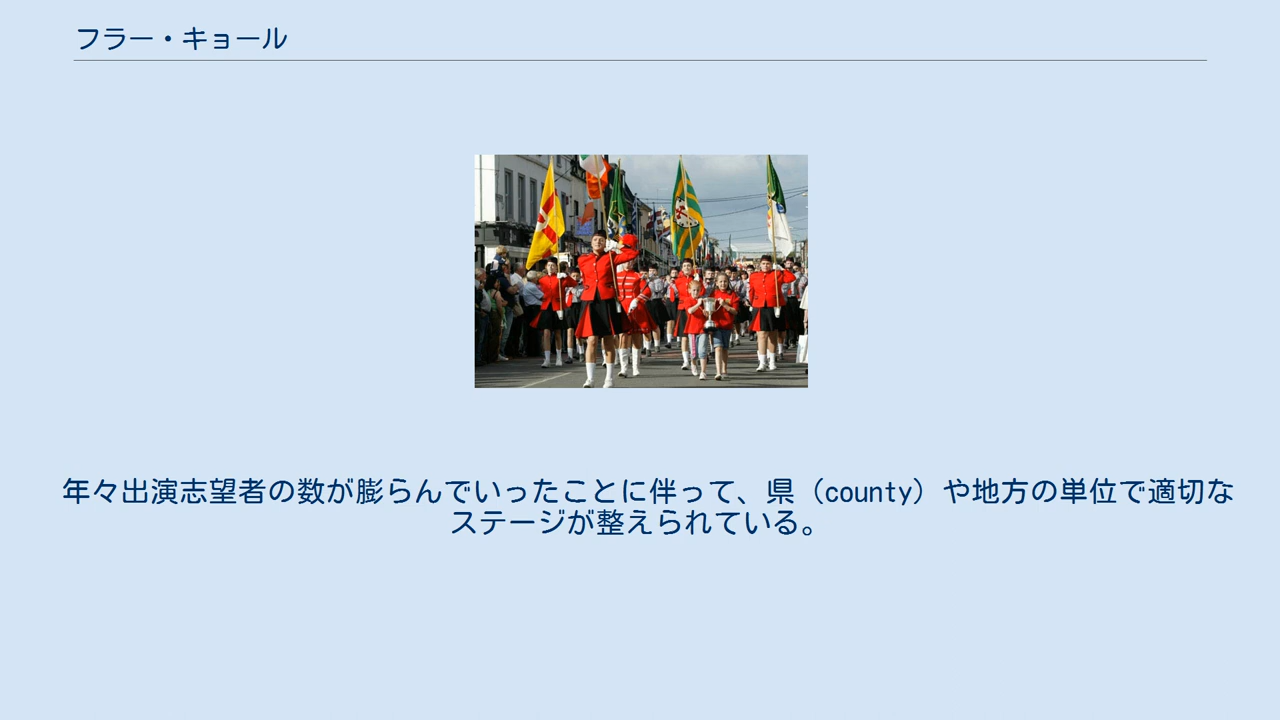 フラー・キョール
年々出演志望者の数が膨らんでいったことに伴って、県（county）や地方の単位で適切な
ステージが整えられている。